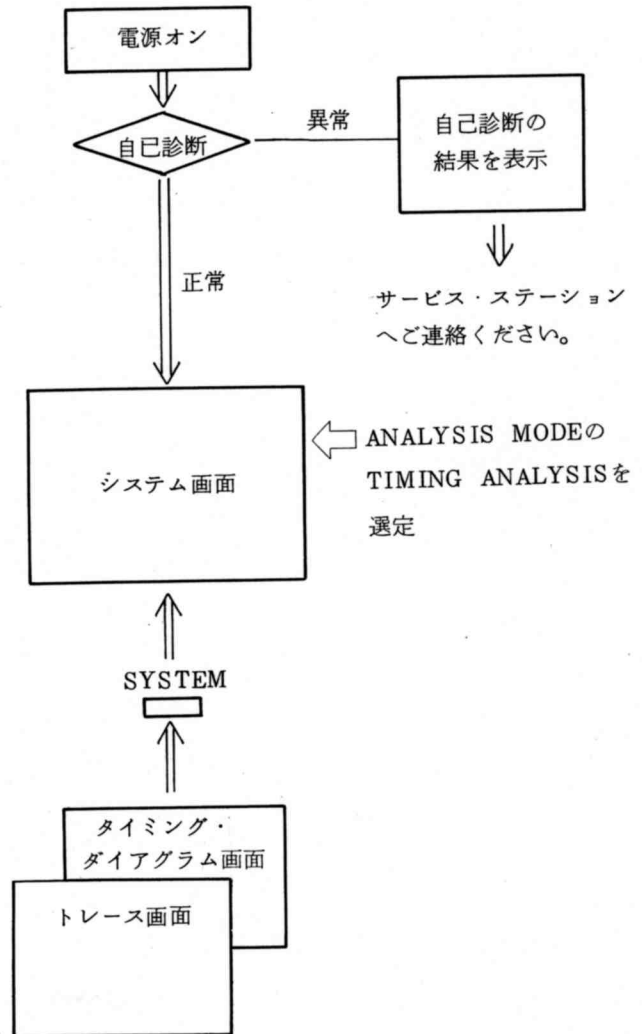 電源オン
自已診断
異常
自己診断の
結果を表示
正常
サービス・ステーション
へご連絡ください。
システム画面
ANALYSIS MODEの
TIMING ANALYSISを
選定
SYSTEM
タイミング・
ダイアグラム画面
トレース画面